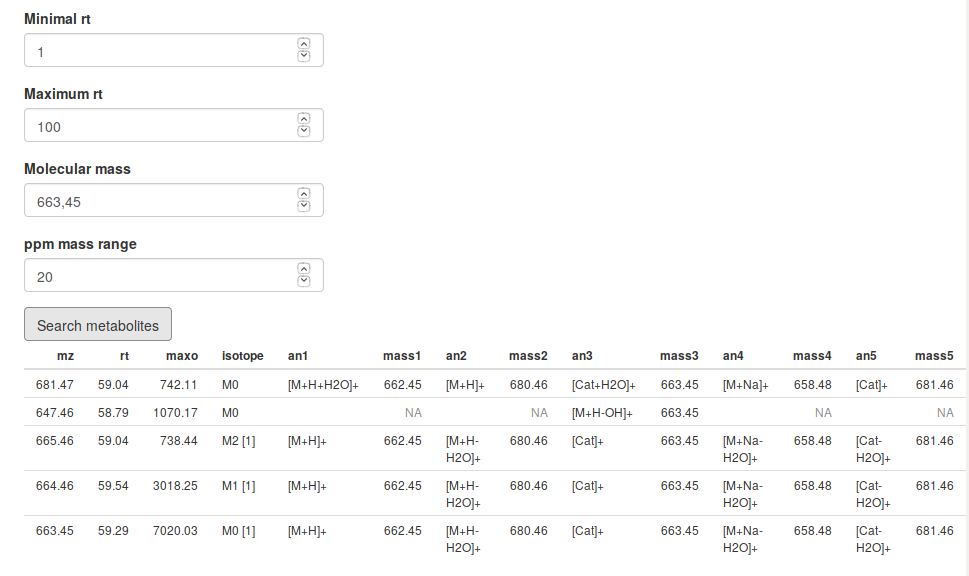 Minimal rt
1
Maximum rt
100
Molecular mass
663,45
ppm mass range
20
Search metabolites
mz rt maxo isotope an1 mass1 an2 mass2 an3 mass3 an4 mass4 an5 mass5
681.47 59.04 742.11 M0 [M+H+H2O]+ 662.45 [M+H]+ 680.46 [Cat+H2O]+ 663.45 [M+Na]+ 658.48 [Cat]+ 681.46
647.46 58.79 1070.17 M0 NA NA [M+H-OH]+ 663.45 NA NA
665.46 59.04 738.44 M2 [1] [M+H]+ 662.45 [M+H- 680.46 [Cat]+ 663.45 [M+Na- 658.48 [Cat- 681.46
H2O]+ H2O]+ H2O]+
664.46 59.54 3018.25 M1 [1] [M+H]+ 662.45 [M+H- 680.46 [Cat]+ 663.45 [M+Na- 658.48 [Cat- 681.46
H2O]+ H2O]+ H2O]+
663.45 59.29 7020.03 M0 [1] [M+H]+ 662.45 [M+H- 680.46 [Cat]+ 663.45 [M+Na- 658.48 [Cat- 681.46
H2O]+ H2O]+ H2O]+